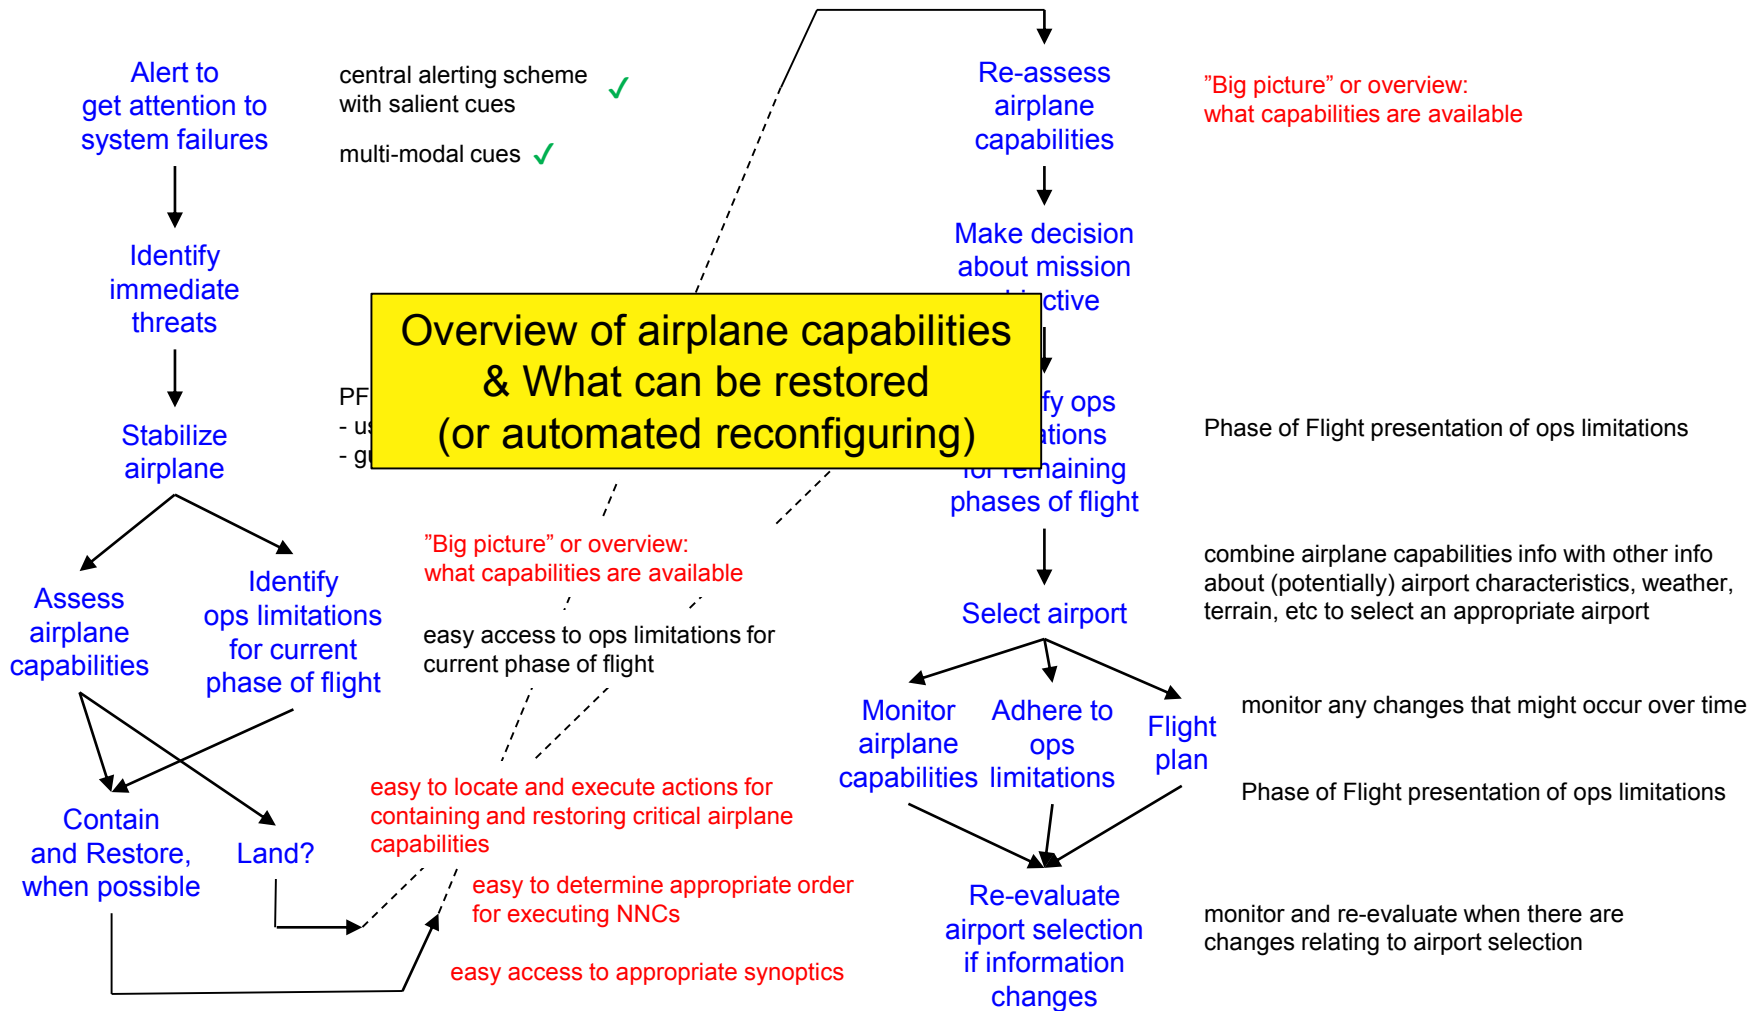 Alert to
get attention to
system failures
central alerting scheme
with salient cues
multi-modal cues
Identify
immediate
threats
Stabilize
airplane
PF
Assess
airplane
capabilities
Identify
ops limitations
for current
phase of flight
”Big picture” or overview:
what capabilities are available
easy access to ops limitations for
current phase of flight
Contain
and Restore,
when possible
Land?
easy to locate and execute actions for
containing and restoring critical airplane
capabilities
easy to determine appropriate order
for executing NNCs
easy access to appropriate synoptics
Overview of airplane capabilities
& What can be restored
(or automated reconfiguring)
Re-assess
airplane
capabilities
”Big picture” or overview:
what capabilities are available
Make decision
about mission
ops
for remaining
phases of flight
Phase of Flight presentation of ops limitations
Select airport
combine airplane capabilities info with other info
about (potentially) airport characteristics, weather,
terrain, etc to select an appropriate airport
Monitor
airplane
capabilities
Adhere to
ops
limitations
Flight
plan
monitor any changes that might occur over time
Phase of Flight presentation of ops limitations
Re-evaluate
airport selection
if information
changes
monitor and re-evaluate when there are
changes relating to airport selection